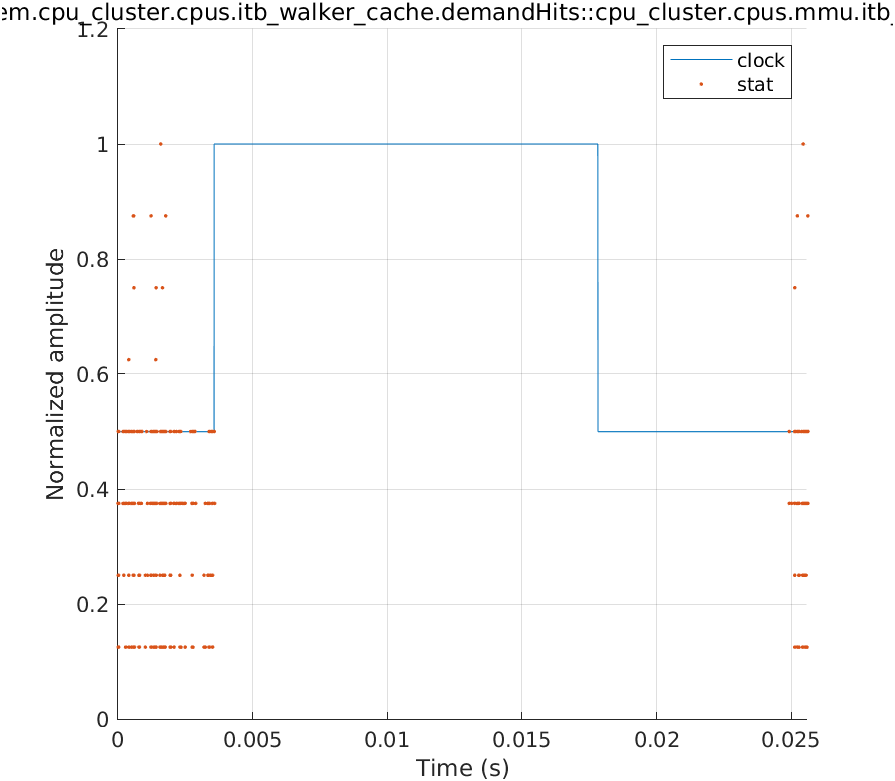 em.cpu_cluster.cpus.itb_walker_cache.demandHits::cpu_cluster.cpus.mmu.itb_
1.2
clock
stat
1
0.8
0.6
0.4
0.2
0
Normalized amplitude
0
0.005
0.01
0.015
0.02
0.025
Time (s)